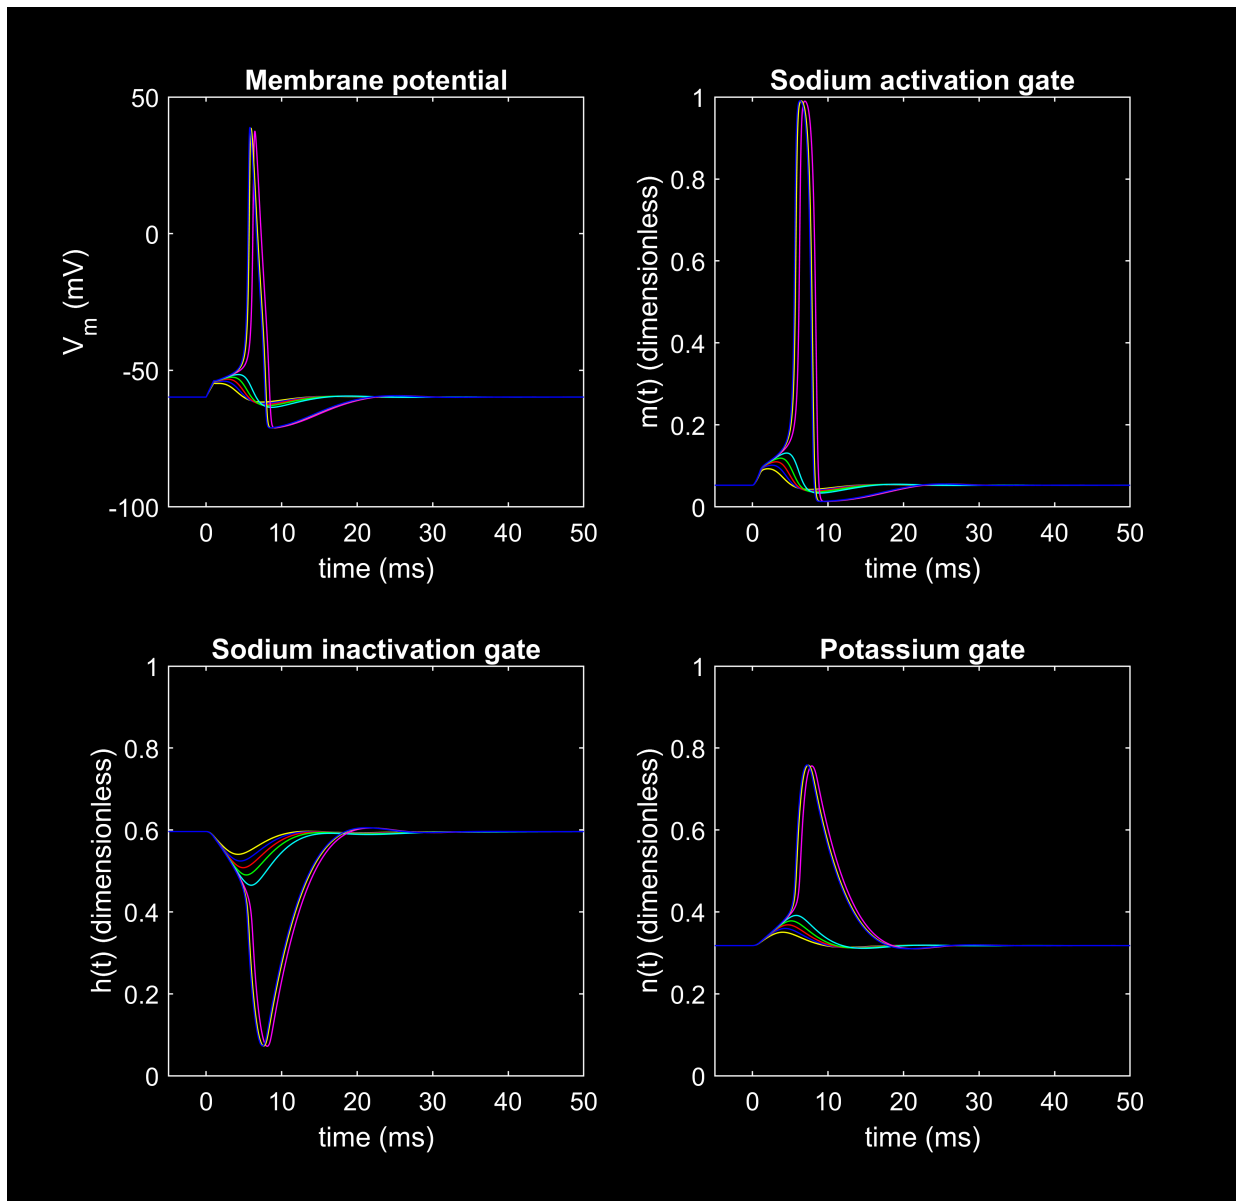 Membrane potential
50
0
-50
-100
V_m (mV)
0 10 20 30 40 50
time (ms)
Sodium activation gate
1
0.8
0.6
0.4
0.2
0
m(t) (dimensionless)
0 10 20 30 40 50
time (ms)
Sodium inactivation gate
1
0.8
0.6
0.4
0.2
0
h(t) (dimensionless)
0 10 20 30 40 50
time (ms)
Potassium gate
1
0.8
0.6
0.4
0.2
0
n(t) (dimensionless)
0 10 20 30 40 50
time (ms)